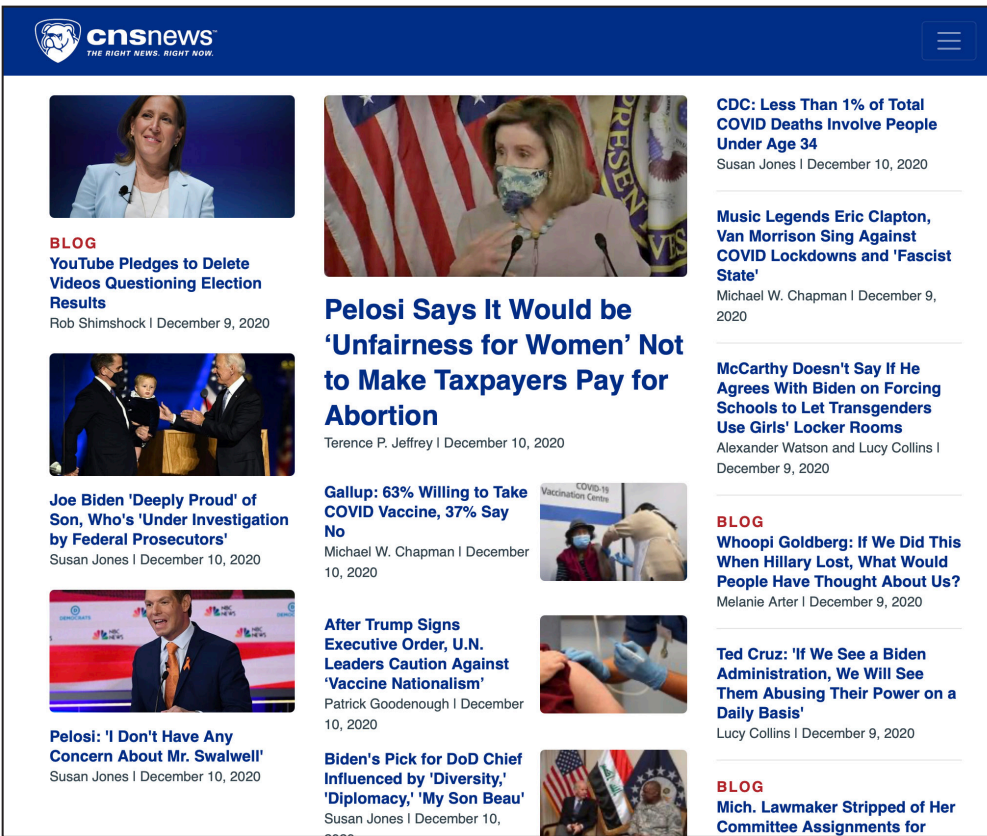 cnsnews™
THE RIGHT NEWS. RIGHT NOW.
BLOG
YouTube Pledges to Delete
Videos Questioning Election
Results
Rob Shimshock | December 9, 2020
Joe Biden 'Deeply Proud' of
Son, Who's 'Under Investigation
by Federal Prosecutors'
Susan Jones | December 10, 2020
DEMOCRATS
NBC
NEWS
NBC
NEWS
NBC
NEWS
Pelosi: 'I Don't Have Any
Concern About Mr. Swalwell'
Susan Jones | December 10, 2020
Pelosi Says It Would be
‘Unfairness for Women’ Not
to Make Taxpayers Pay for
Abortion
Terence P. Jeffrey | December 10, 2020
Gallup: 63% Willing to Take
COVID Vaccine, 37% Say
No
Michael W. Chapman | December
10, 2020
COVID-19
Vaccination Centre
After Trump Signs
Executive Order, U.N.
Leaders Caution Against
‘Vaccine Nationalism’
Patrick Goodenough | December
10, 2020
Biden's Pick for DoD Chief
Influenced by 'Diversity,'
'Diplomacy,' 'My Son Beau'
Susan Jones | December 10,
CDC: Less Than 1% of Total
COVID Deaths Involve People
Under Age 34
Susan Jones | December 10, 2020
Music Legends Eric Clapton,
Van Morrison Sing Against
COVID Lockdowns and 'Fascist
State'
Michael W. Chapman | December 9,
2020
McCarthy Doesn't Say If He
Agrees With Biden on Forcing
Schools to Let Transgenders
Use Girls' Locker Rooms
Alexander Watson and Lucy Collins |
December 9, 2020
BLOG
Whoopi Goldberg: If We Did This
When Hillary Lost, What Would
People Have Thought About Us?
Melanie Arter | December 9, 2020
Ted Cruz: 'If We See a Biden
Administration, We Will See
Them Abusing Their Power on a
Daily Basis'
Lucy Collins | December 9, 2020
BLOG
Mich. Lawmaker Stripped of Her
Committee Assignments for